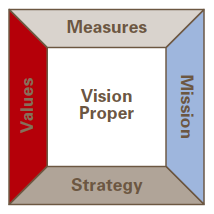 Measures
Values
Vision
Proper
Mission
Strategy